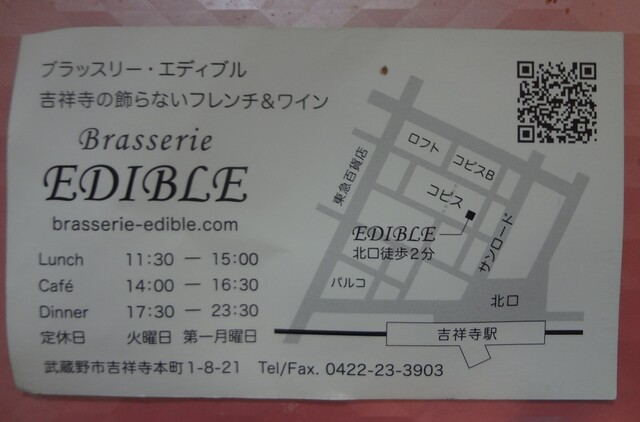 ブラッスリー・エディブル
吉祥寺の飾らないフレンチ&ワイン
Brasserie
EDIBLE
brasserie-edible.com
Lunch 11:30 — 15:00
Café 14:00 — 16:30
Dinner 17:30 — 23:30
定休日 火曜日 第一月曜日
武蔵野市吉祥寺本町1-8-21 Tel/Fax. 0422-23-3903
東急百貨店
ロフト
コピスB
コピス
EDIBLE
北口徒歩2分
サンロード
パルコ
北口
吉祥寺駅